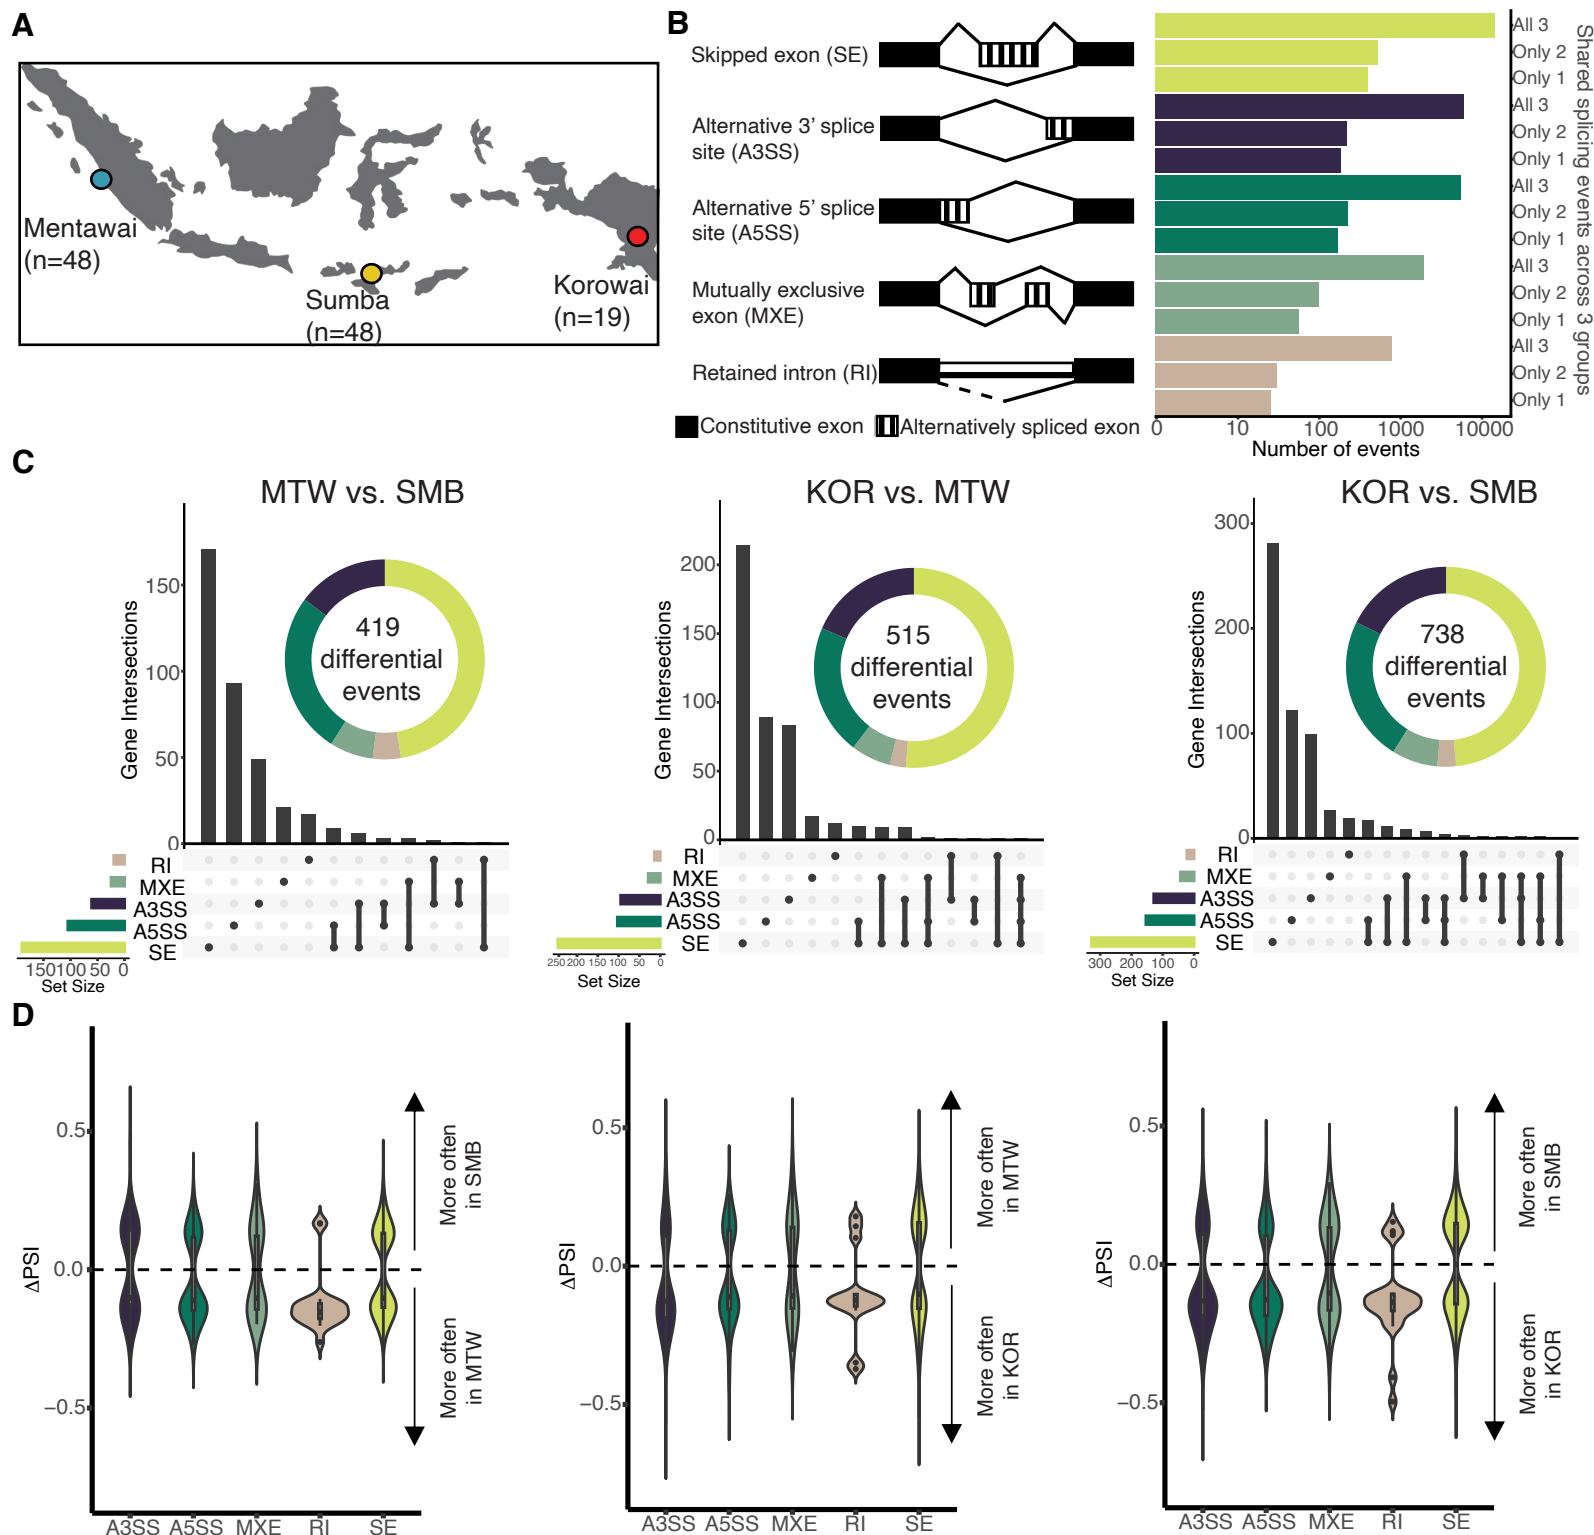 A
Mentawai
(n=48)
Sumba
(n=48)
Korowai
(n=19)
B
Skipped exon (SE)
Alternative 3' splice
site (A3SS)
Alternative 5' splice
site (A5SS)
Mutually exclusive
exon (MXE)
Retained intron (RI)
Constitutive exon
Alternatively spliced exon
All 3
Only 2
Only 1
All 3
Only 2
Only 1
All 3
Only 2
Only 1
All 3
Only 2
Only 1
All 3
Only 2
Only 1
Shared splicing events across 3 groups
0 10 100 1000 10000
Number of events
C
MTW vs. SMB
Gene Intersections
150
100
50
0
419
differential
events
RI
MXE
A3SS
A5SS
SE
150 100 50 0
Set Size
KOR vs. MTW
Gene Intersections
200
150
100
50
0
515
differential
events
RI
MXE
A3SS
A5SS
SE
250 200 150 100 50 0
Set Size
KOR vs. SMB
Gene Intersections
300
200
100
0
738
differential
events
RI
MXE
A3SS
A5SS
SE
300 200 100 0
Set Size
D
ΔPSI
0.5
0.0
−0.5
More often
in SMB
More often
in MTW
A3SS A5SS MXE RI SE
ΔPSI
0.5
0.0
−0.5
More often
in MTW
More often
in KOR
A3SS A5SS MXE RI SE
ΔPSI
0.5
0.0
−0.5
More often
in SMB
More often
in KOR
A3SS A5SS MXE RI SE